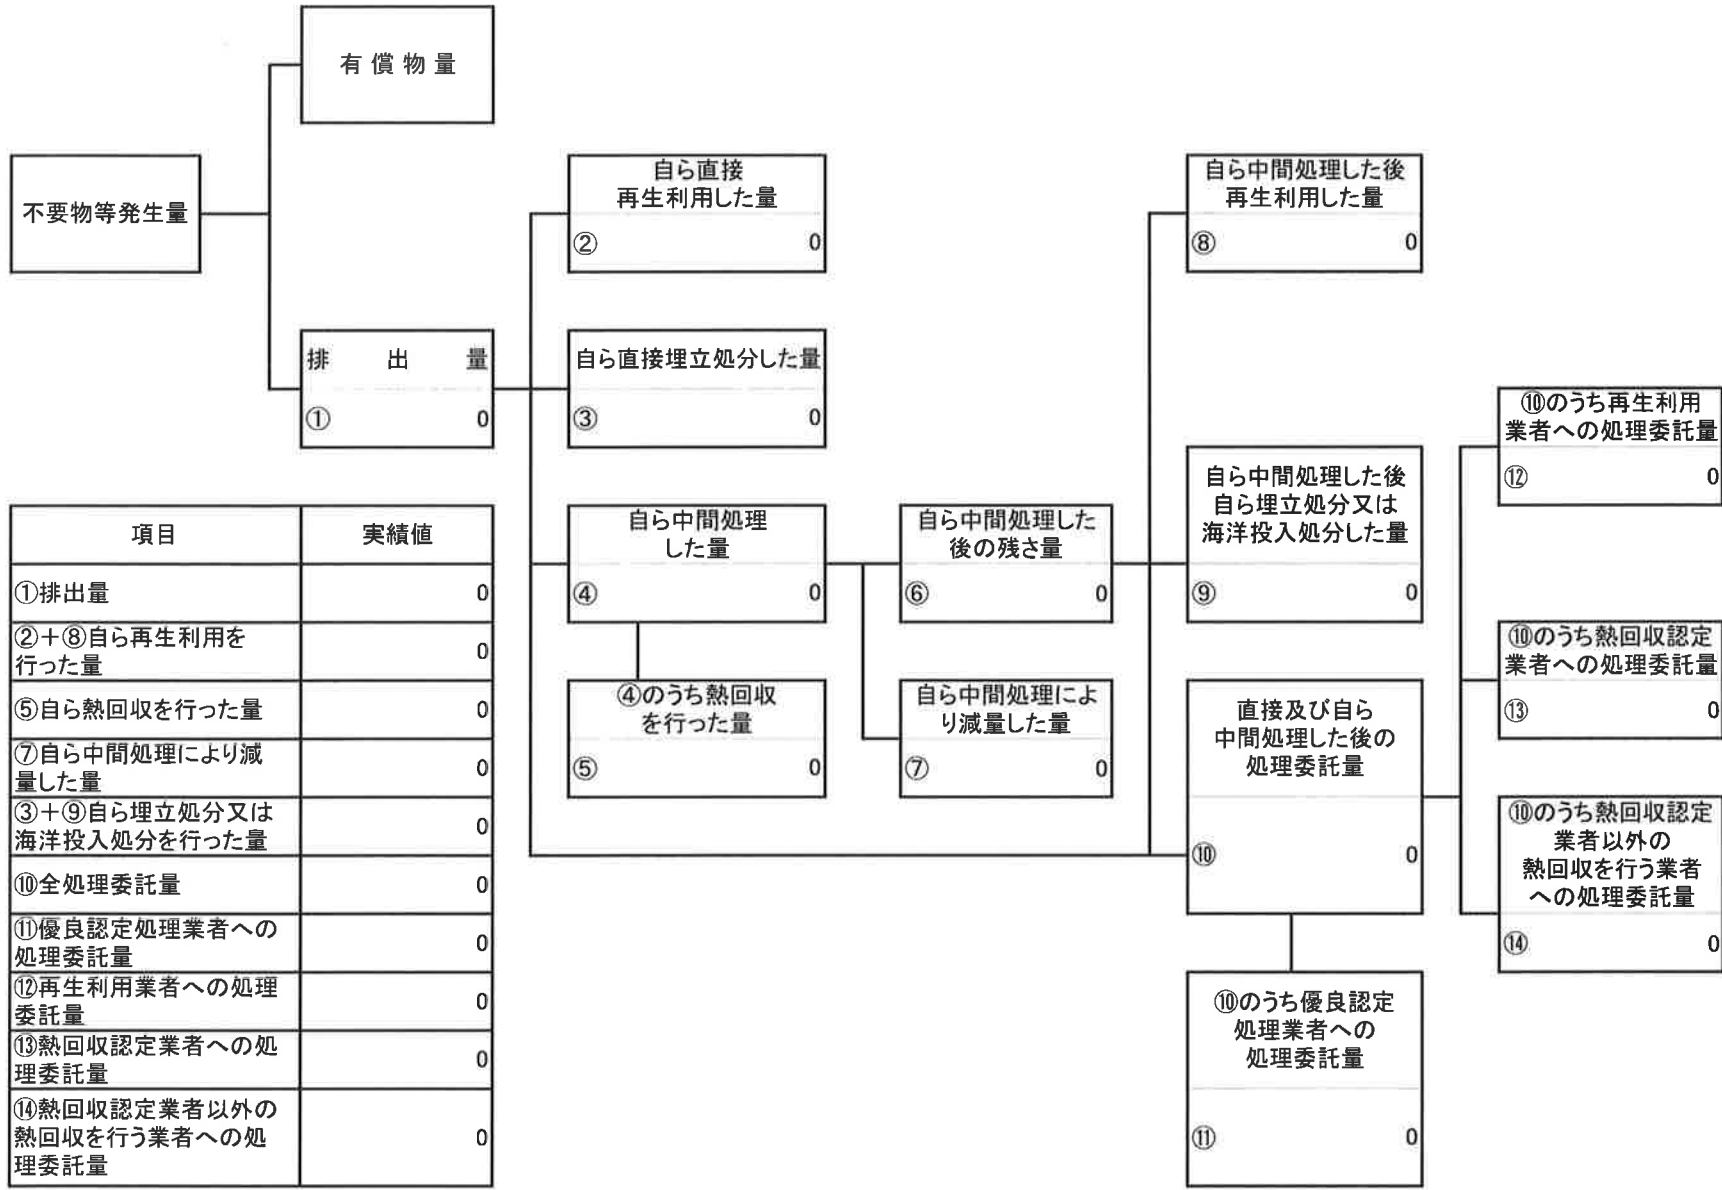 有償物量
不要物等発生量
排出量
① 0
自ら直接
再生利用した量
② 0
自ら直接埋立処分した量
③ 0
自ら中間処理
した量
④ 0
④のうち熱回収
を行った量
⑤ 0
自ら中間処理した
後の残さ量
⑥ 0
自ら中間処理によ
り減量した量
⑦ 0
自ら中間処理した後
再生利用した量
⑧ 0
自ら中間処理した後
自ら埋立処分又は
海洋投入処分した量
⑨ 0
直接及び自ら
中間処理した後の
処理委託量
⑩ 0
⑩のうち優良認定
処理業者への
処理委託量
⑪ 0
⑩のうち再生利用
業者への処理委託量
⑫ 0
⑩のうち熱回収認定
業者への処理委託量
⑬ 0
⑩のうち熱回収認定
業者以外の
熱回収を行う業者
への処理委託量
⑭ 0
項目 実績値
①排出量 0
②+⑧自ら再生利用を
行った量 0
⑤自ら熱回収を行った量 0
⑦自ら中間処理により減
量した量 0
③+⑨自ら埋立処分又は
海洋投入処分を行った量 0
⑩全処理委託量 0
⑪優良認定処理業者への
処理委託量 0
⑫再生利用業者への処理
委託量 0
⑬熱回収認定業者への処
理委託量 0
⑭熱回収認定業者以外の
熱回収を行う業者への処
理委託量 0